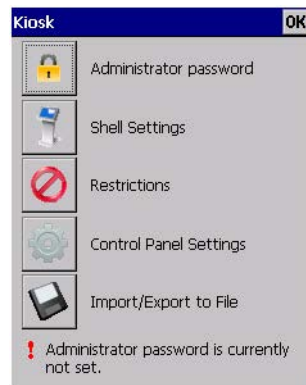 Kiosk OK
Administrator password
Shell Settings
Restrictions
Control Panel Settings
Import/Export to File
Administrator password is currently
not set.